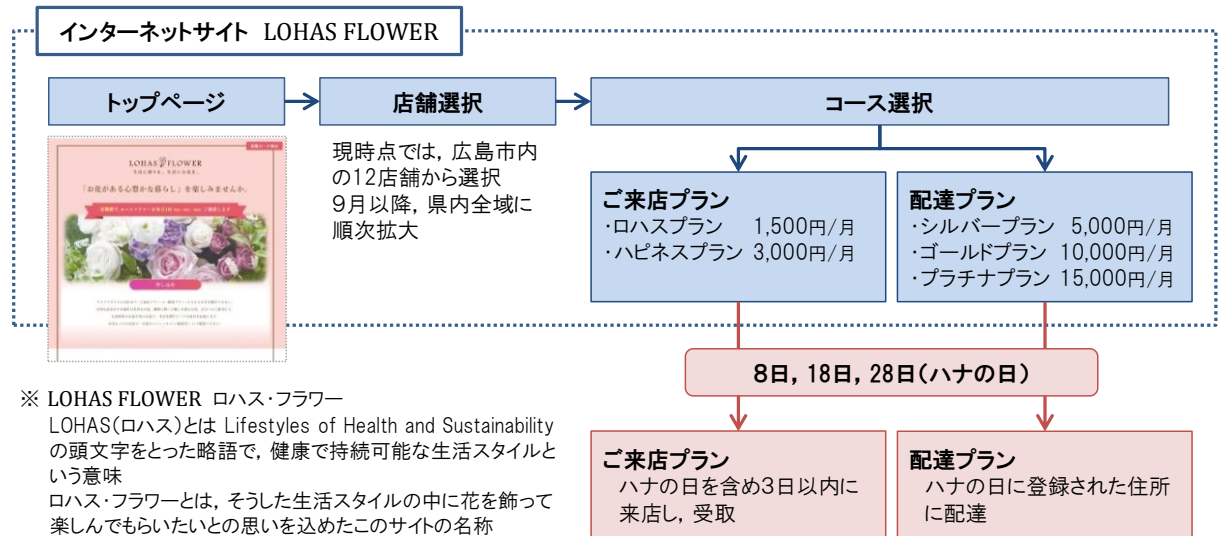 インターネットサイト LOHAS FLOWER
トップページ
店舗選択
コース選択
LOHAS FLOWER
「お花がある心豊かな暮らし」を楽しみませんか。
現時点では,広島市内
の12店舗から選択
9月以降,県内全域に
順次拡大
ご来店プラン
・ロハスプラン 1,500円/月
・ハピネスプラン 3,000円/月
配達プラン
・シルバープラン 5,000円/月
・ゴールドプラン 10,000円/月
・プラチナプラン 15,000円/月
8日,18日,28日(ハナの日)
ご来店プラン
ハナの日を含め3日以内に
来店し,受取
配達プラン
ハナの日に登録された住所
に配達
※ LOHAS FLOWER ロハス・フラワー
LOHAS(ロハス)とは Lifestyles of Health and Sustainability
の頭文字をとった略語で,健康で持続可能な生活スタイルと
いう意味
ロハス・フラワーとは,そうした生活スタイルの中に花を飾って
楽しんでもらいたいとの思いを込めたこのサイトの名称